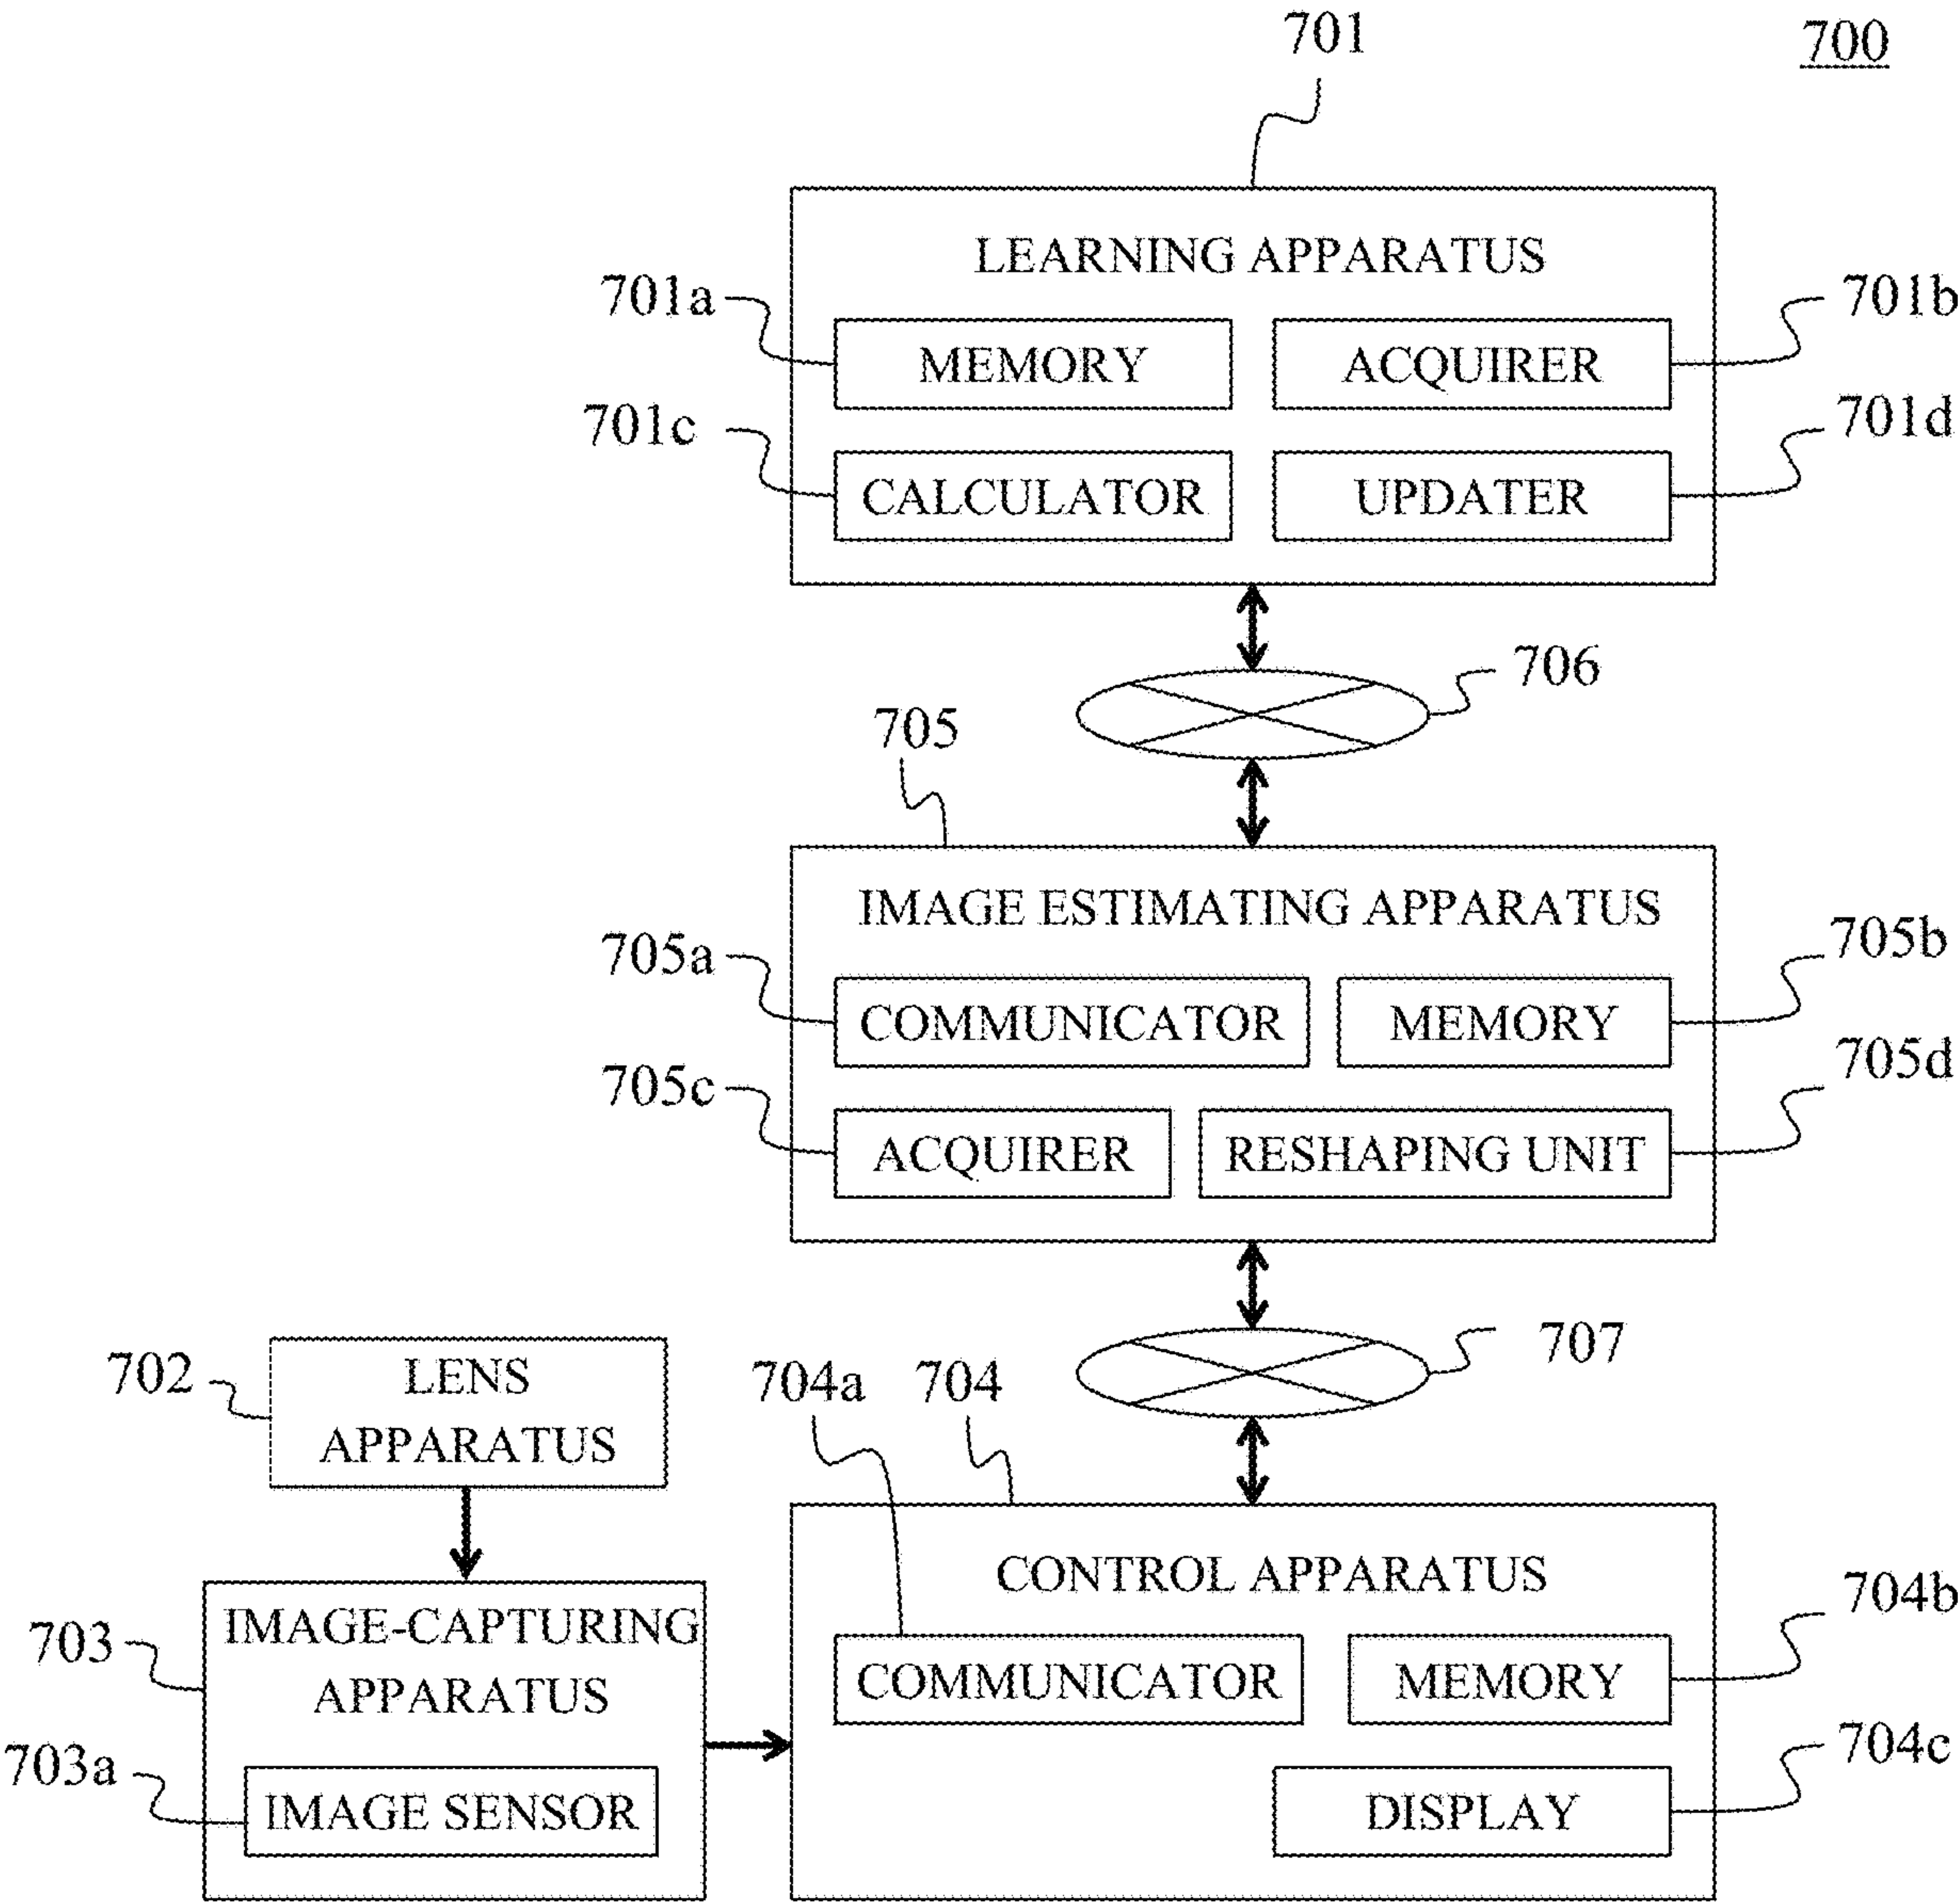 701
700
LEARNING APPARATUS
701a
701b
MEMORY
ACQUIRER
701c
701d
CALCULATOR
UPDATER
706
705
IMAGE ESTIMATING APPARATUS
705a
705b
COMMUNICATOR
MEMORY
705c
705d
ACQUIRER
RESHAPING UNIT
707
702
LENS
APPARATUS
704a
704
CONTROL APPARATUS
703
IMAGE-CAPTURING
APPARATUS
704b
COMMUNICATOR
MEMORY
703a
704c
IMAGE SENSOR
DISPLAY